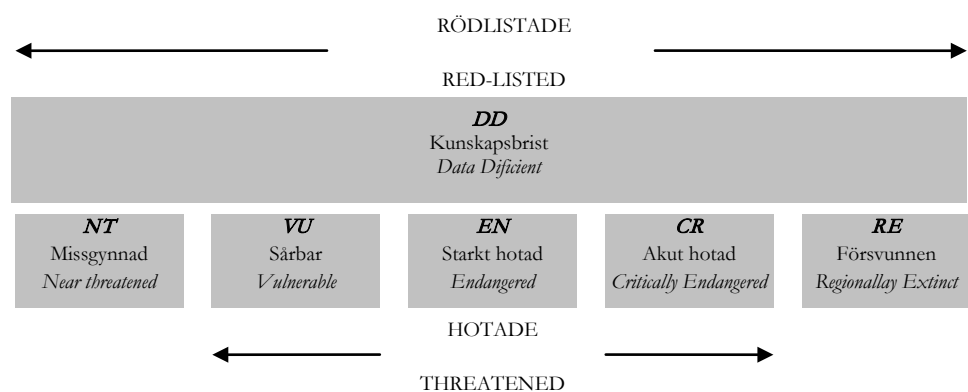 RÖDLISTADE
RED-LISTED
DD
Kunskapsbrist
Data Dificient
NT
Missgynnad
Near threatened
VU
Sårbar
Vulnerable
EN
Starkt hotad
Endangered
CR
Akut hotad
Critically Endangered
RE
Försvunnen
Regionallay Extinct
HOTADE
THREATENED